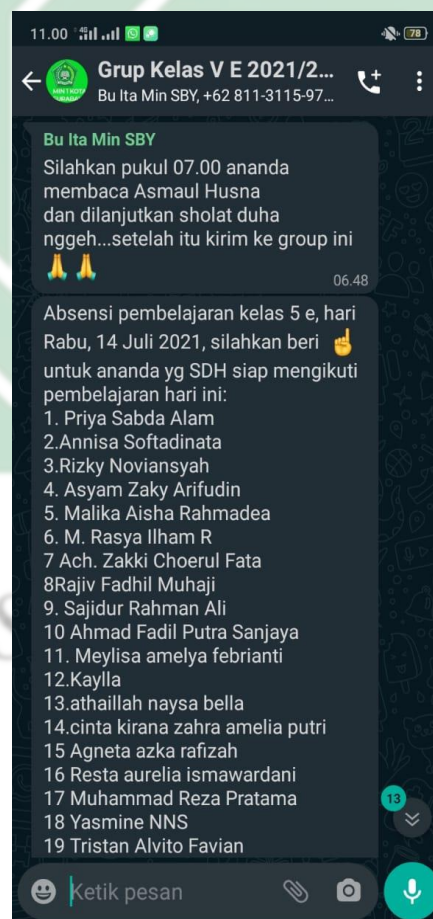 11.00
78
Grup Kelas V E 2021/2...
Bu Ita Min SBY, +62 811-3115-97...
Bu Ita Min SBY
Silahkan pukul 07.00 ananda
membaca Asmaul Husna
dan dilanjutkan sholat duha
nggeh...setelah itu kirim ke group ini
🙏 🙏
06.48
Absensi pembelajaran kelas 5 e, hari
Rabu, 14 Juli 2021, silahkan beri ☝
untuk ananda yg SDH siap mengikuti
pembelajaran hari ini:
1. Priya Sabda Alam
2.Annisa Softadinata
3.Rizky Noviansyah
4. Asyam Zaky Arifudin
5. Malika Aisha Rahmadea
6. M. Rasya Ilham R
7 Ach. Zakki Choerul Fata
8Rajiv Fadhil Muhaji
9. Sajidur Rahman Ali
10 Ahmad Fadil Putra Sanjaya
11. Meylisa amelya febrianti
12.Kaylla
13.athaillah naysa bella
14.cinta kirana zahra amelia putri
15 Agneta azka rafizah
16 Resta aurelia ismawardani
17 Muhammad Reza Pratama
18 Yasmine NNS
19 Tristan Alvito Favian
13
Ketik pesan